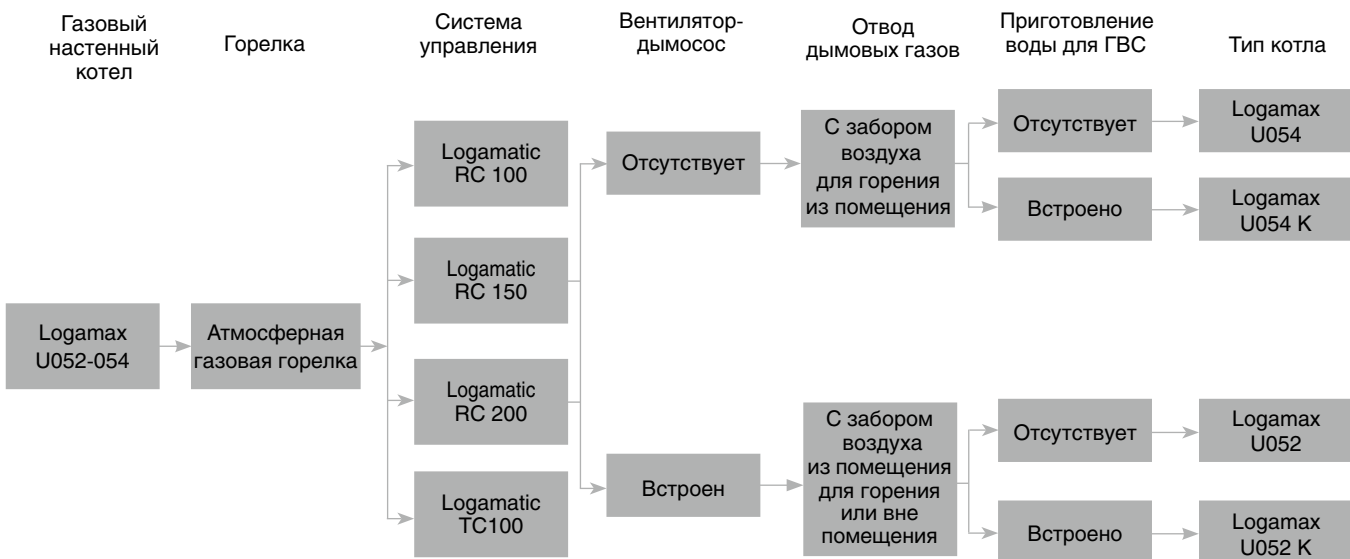 Газовый
настенный
котел
Горелка
Система
управления
Вентилятор-
дымосос
Отвод
дымовых газов
Приготовление
воды для ГВС
Тип котла
Logamax
U052-054
Атмосферная
газовая горелка
Logamatic
RC 100
Logamatic
RC 150
Logamatic
RC 200
Logamatic
TC100
Отсутствует
Встроен
С забором
воздуха
для горения
из помещения
С забором
воздуха
из помещения
для горения
или вне
помещения
Отсутствует
Встроено
Отсутствует
Встроено
Logamax
U054
Logamax
U054 K
Logamax
U052
Logamax
U052 K